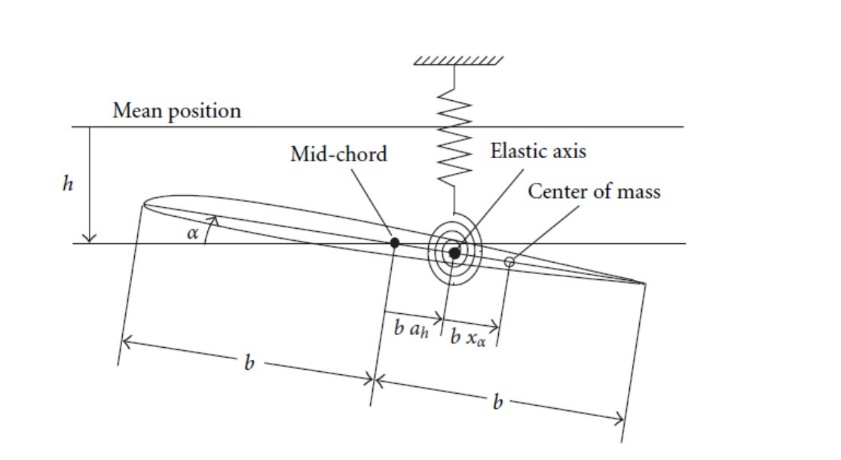 Mean position
Mid-chord
Elastic axis
Center of mass
h
α
b a_h
b x_α
b
b